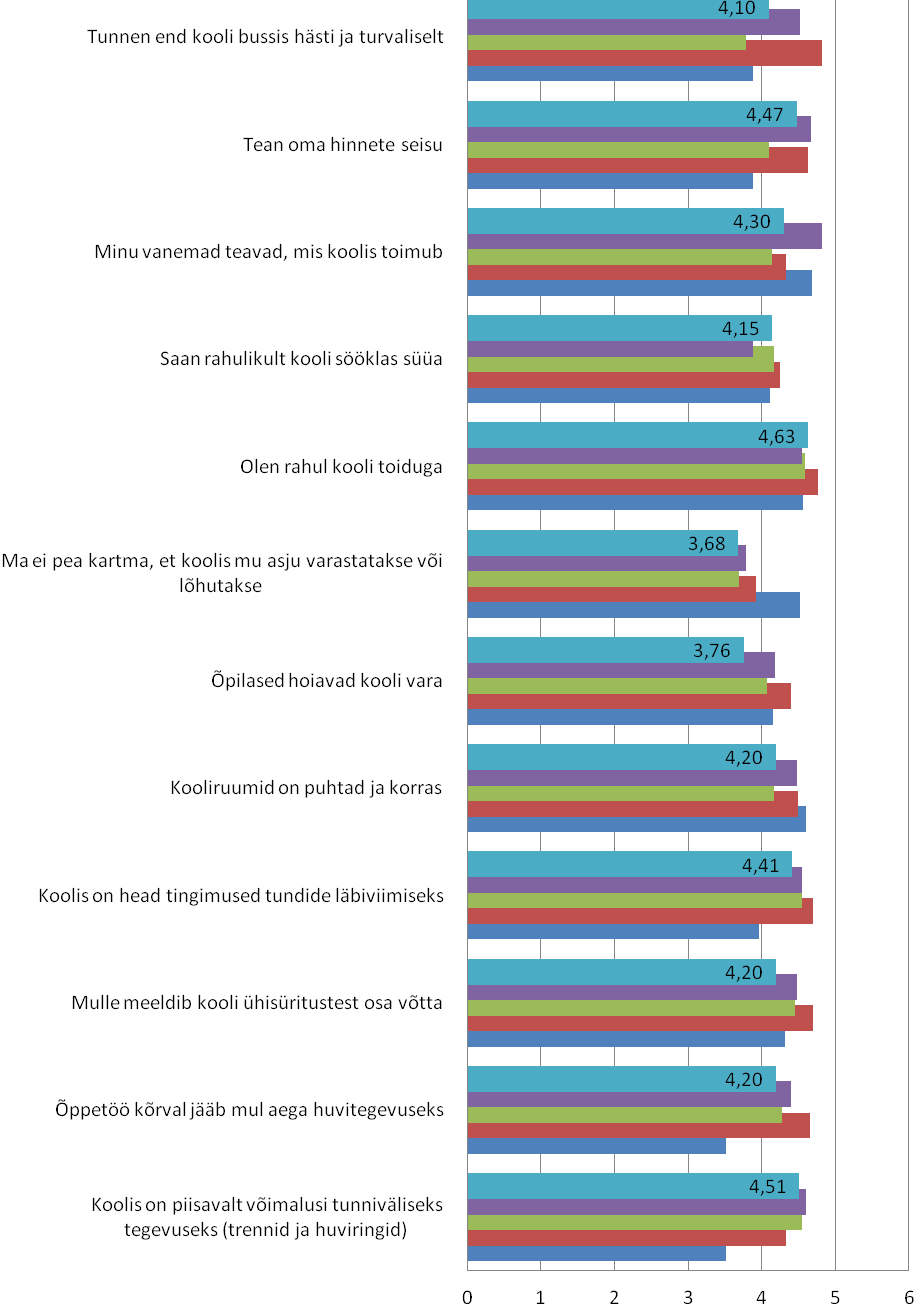 4,10
Tunnen end kooli bussis hästi ja turvaliselt
4,47
Tean oma hinnete seisu
4,30
Minu vanemad teavad, mis koolis toimub
4,15
Saan rahulikult kooli sööklas süüa
4,63
Olen rahul kooli toiduga
3,68
Ma ei pea kartma, et koolis mu asju varastatakse või
lõhutakse
3,76
Õpilased hoiavad kooli vara
4,20
Kooliruumid on puhtad ja korras
4,41
Koolis on head tingimused tundide läbiviimiseks
4,20
Mulle meeldib kooli ühisüritustest osa võtta
4,20
Õppetöö kõrval jääb mul aega huvitegevuseks
4,51
Koolis on piisavalt võimalusi tunniväliseks
tegevuseks (trennid ja huviringid)
0 1 2 3 4 5 6